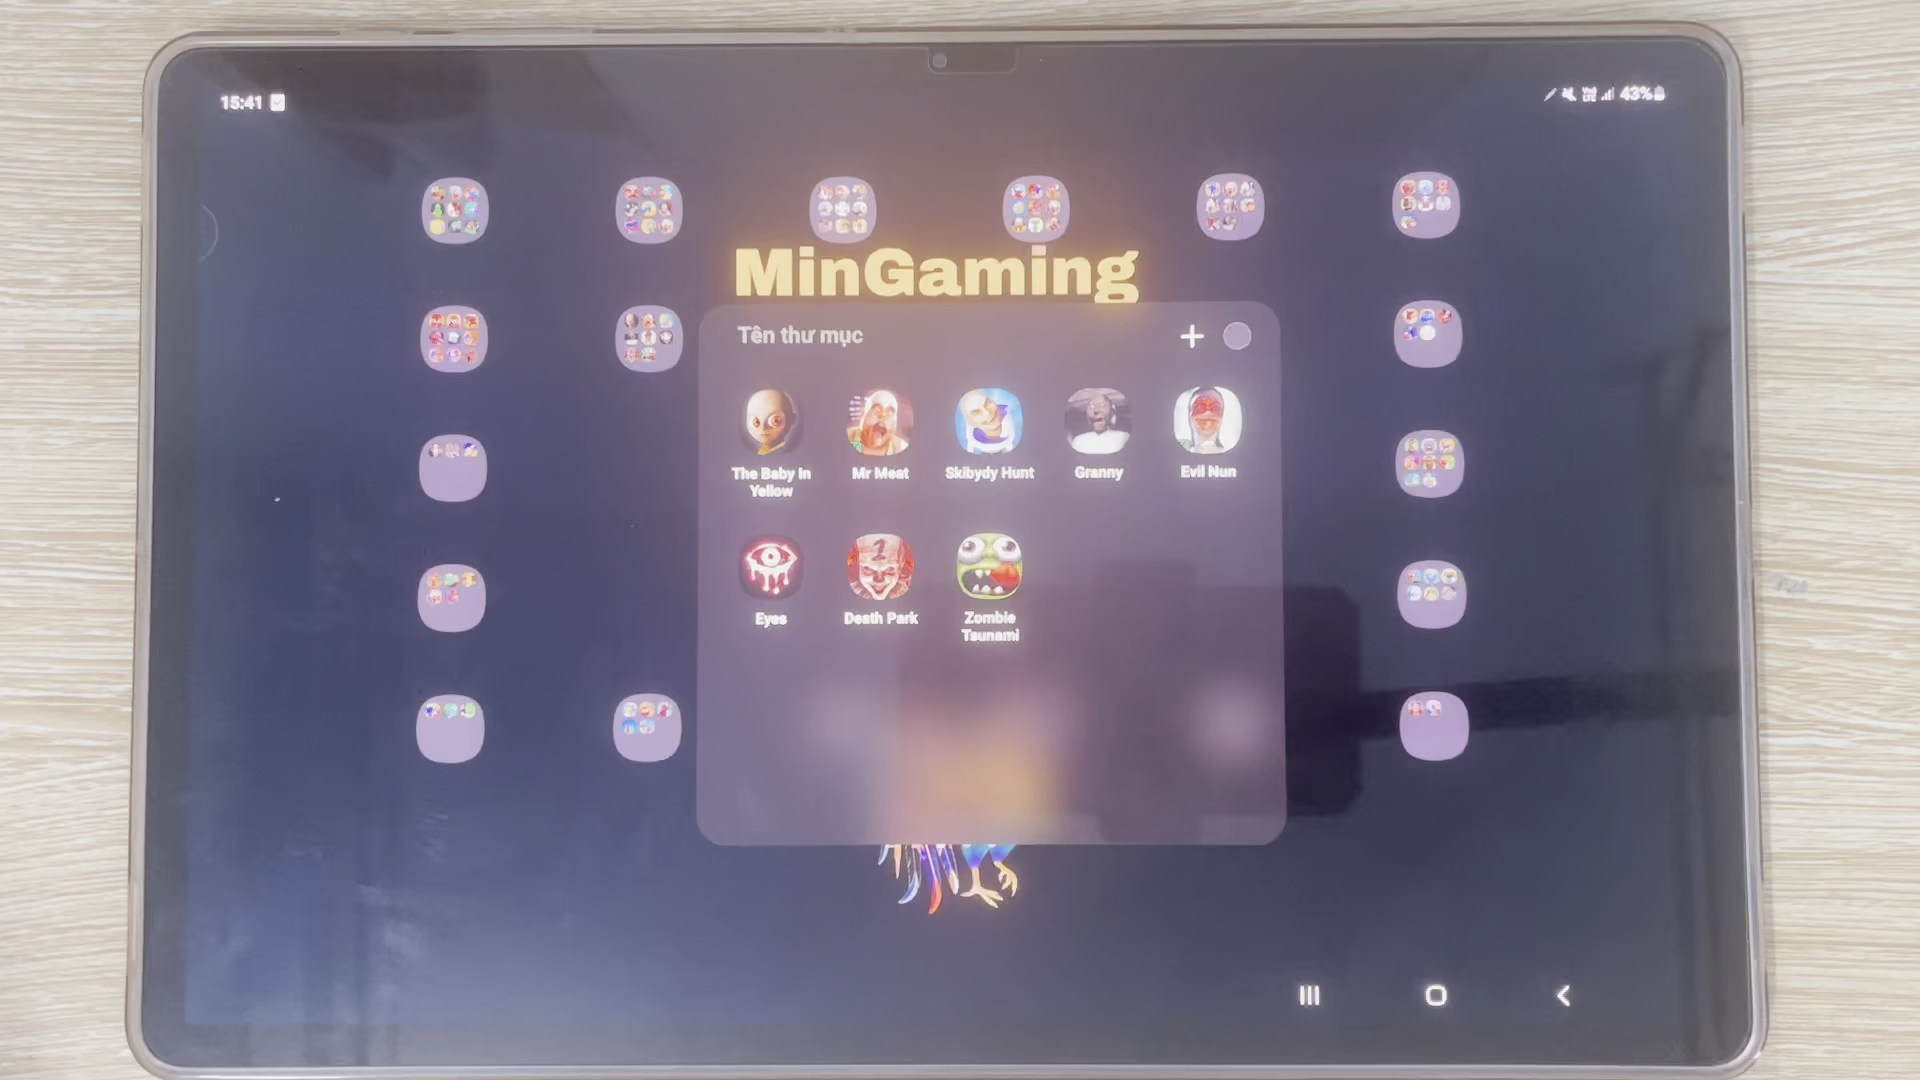 15:41
43%
MinGaming
Tên thư mục
The Baby In
Yellow
Mr Meat
Skibydy Hunt
Granny
Evil Nun
Eyes
Death Park
Zombie
Tsunami